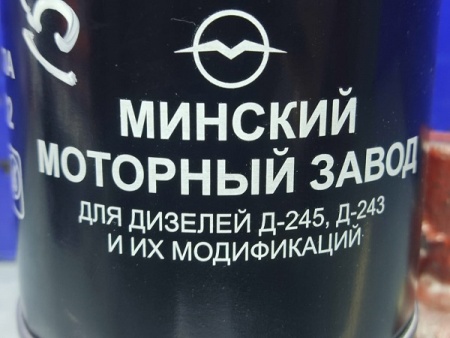 МИНСКИЙ
МОТОРНЫЙ ЗАВОД
ДЛЯ ДИЗЕЛЕЙ Д-245, Д-243
И ИХ МОДИФИКАЦИЙ